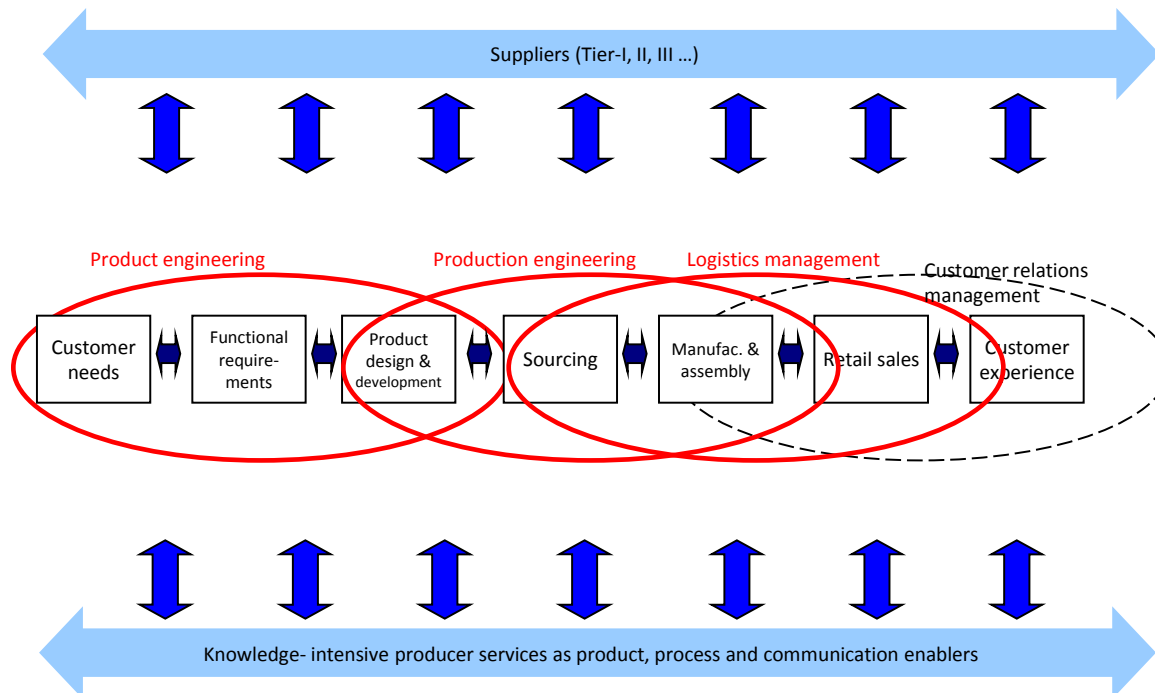 Suppliers (Tier-I, II, III ...)
Product engineering
Production engineering
Logistics management
Customer relations
management
Customer
needs
Functional
require-
ments
Product
design &
development
Sourcing
Manufac. &
assembly
Retail sales
Customer
experience
Knowledge- intensive producer services as product, process and communication enablers